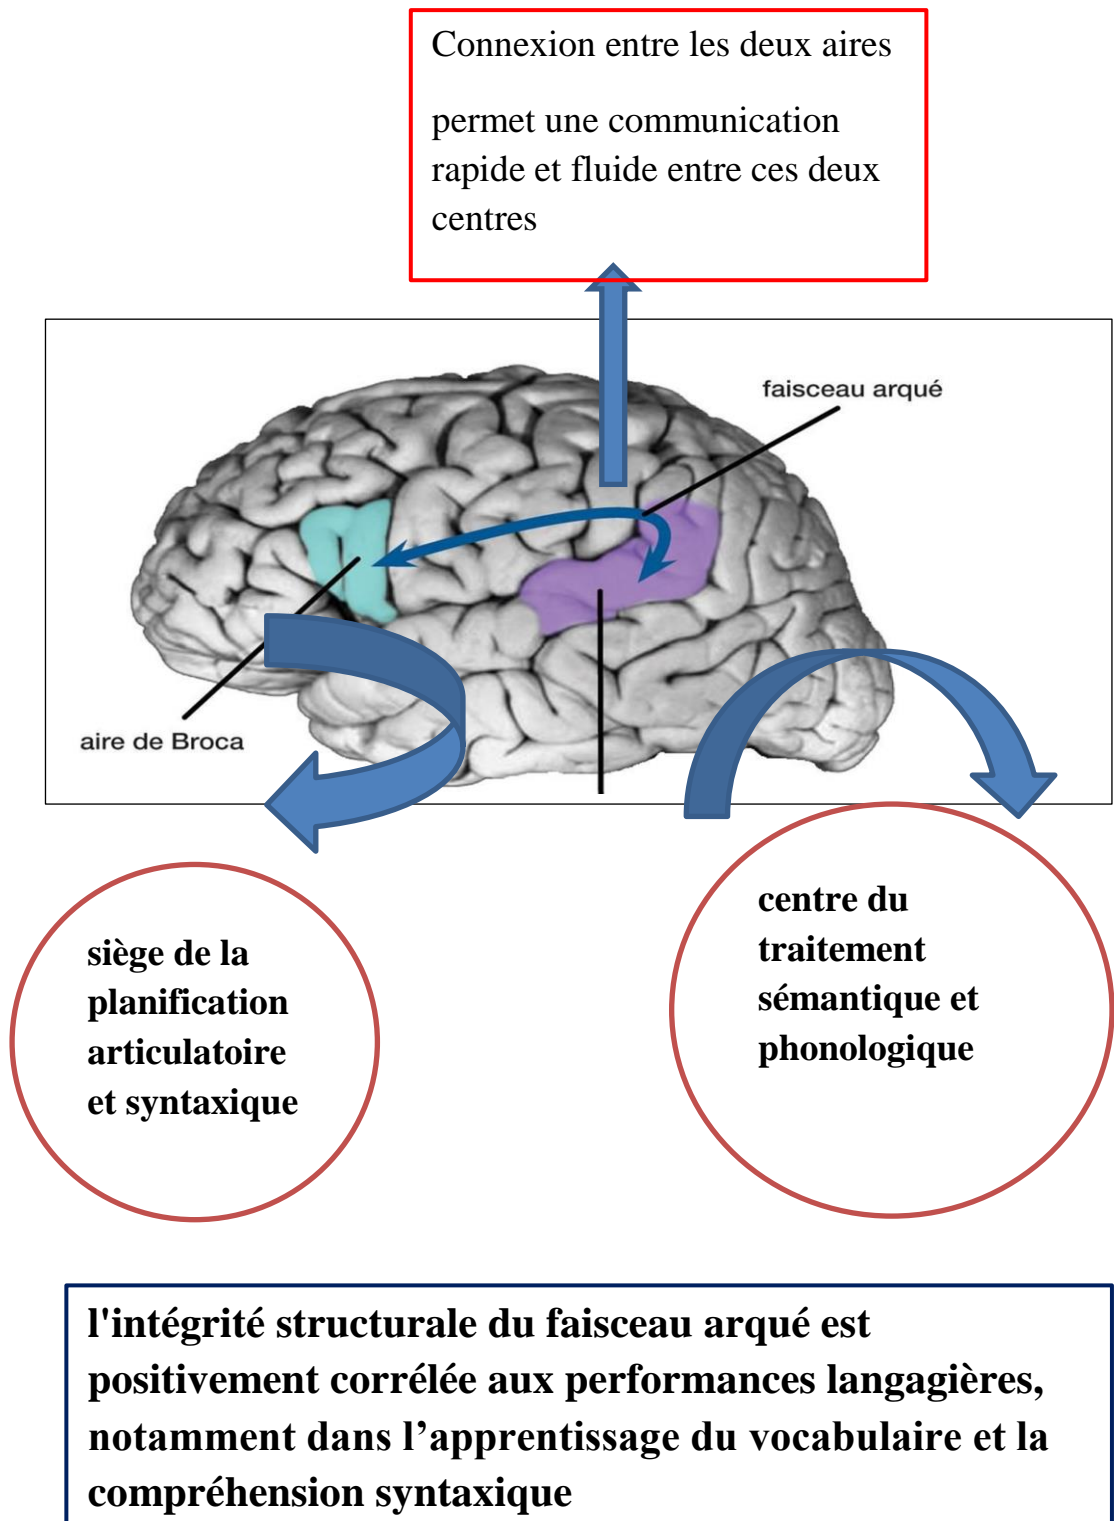 Connexion entre les deux aires
permet une communication
rapide et fluide entre ces deux
centres
faisceau arqué
aire de Broca
siège de la
planification
articulatoire
et syntaxique
centre du
traitement
sémantique et
phonologique
l'intégrité structurale du faisceau arqué est
positivement corrélée aux performances langagières,
notamment dans l’apprentissage du vocabulaire et la
compréhension syntaxique